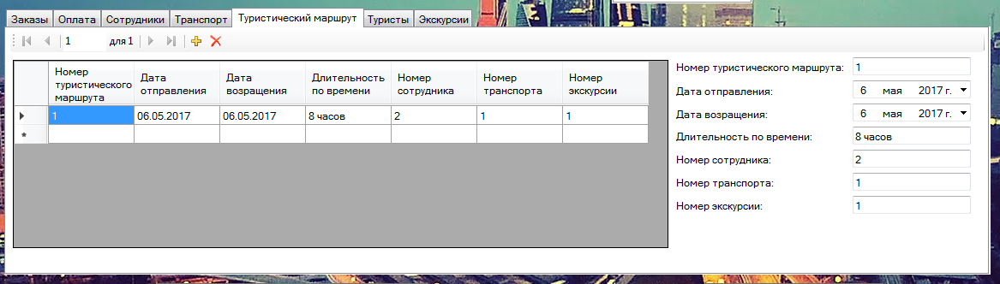 Заказы Оплата Сотрудники Транспорт Туристический маршрут Туристы Экскурсии
1 для 1
Номер туристического маршрута Дата отправления Дата возращения Длительность по времени Номер сотрудника Номер транспорта Номер экскурсии
1 06.05.2017 06.05.2017 8 часов 2 1 1
*
Номер туристического маршрута: 1
Дата отправления: 6 мая 2017 г.
Дата возращения: 6 мая 2017 г.
Длительность по времени: 8 часов
Номер сотрудника: 2
Номер транспорта: 1
Номер экскурсии: 1